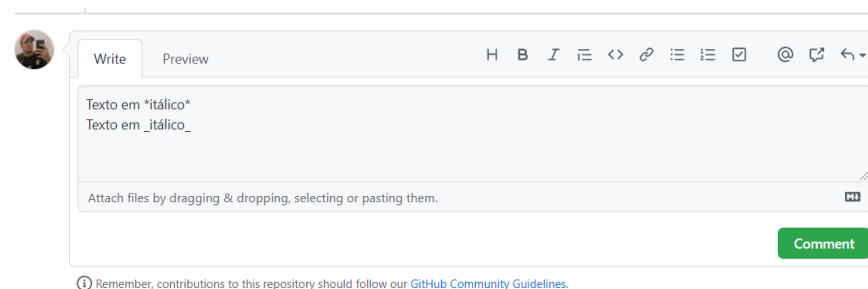 Write Preview H B I
Texto em *itálico*
Texto em _itálico_
Attach files by dragging & dropping, selecting or pasting them.
Comment
Remember, contributions to this repository should follow our GitHub Community Guidelines.